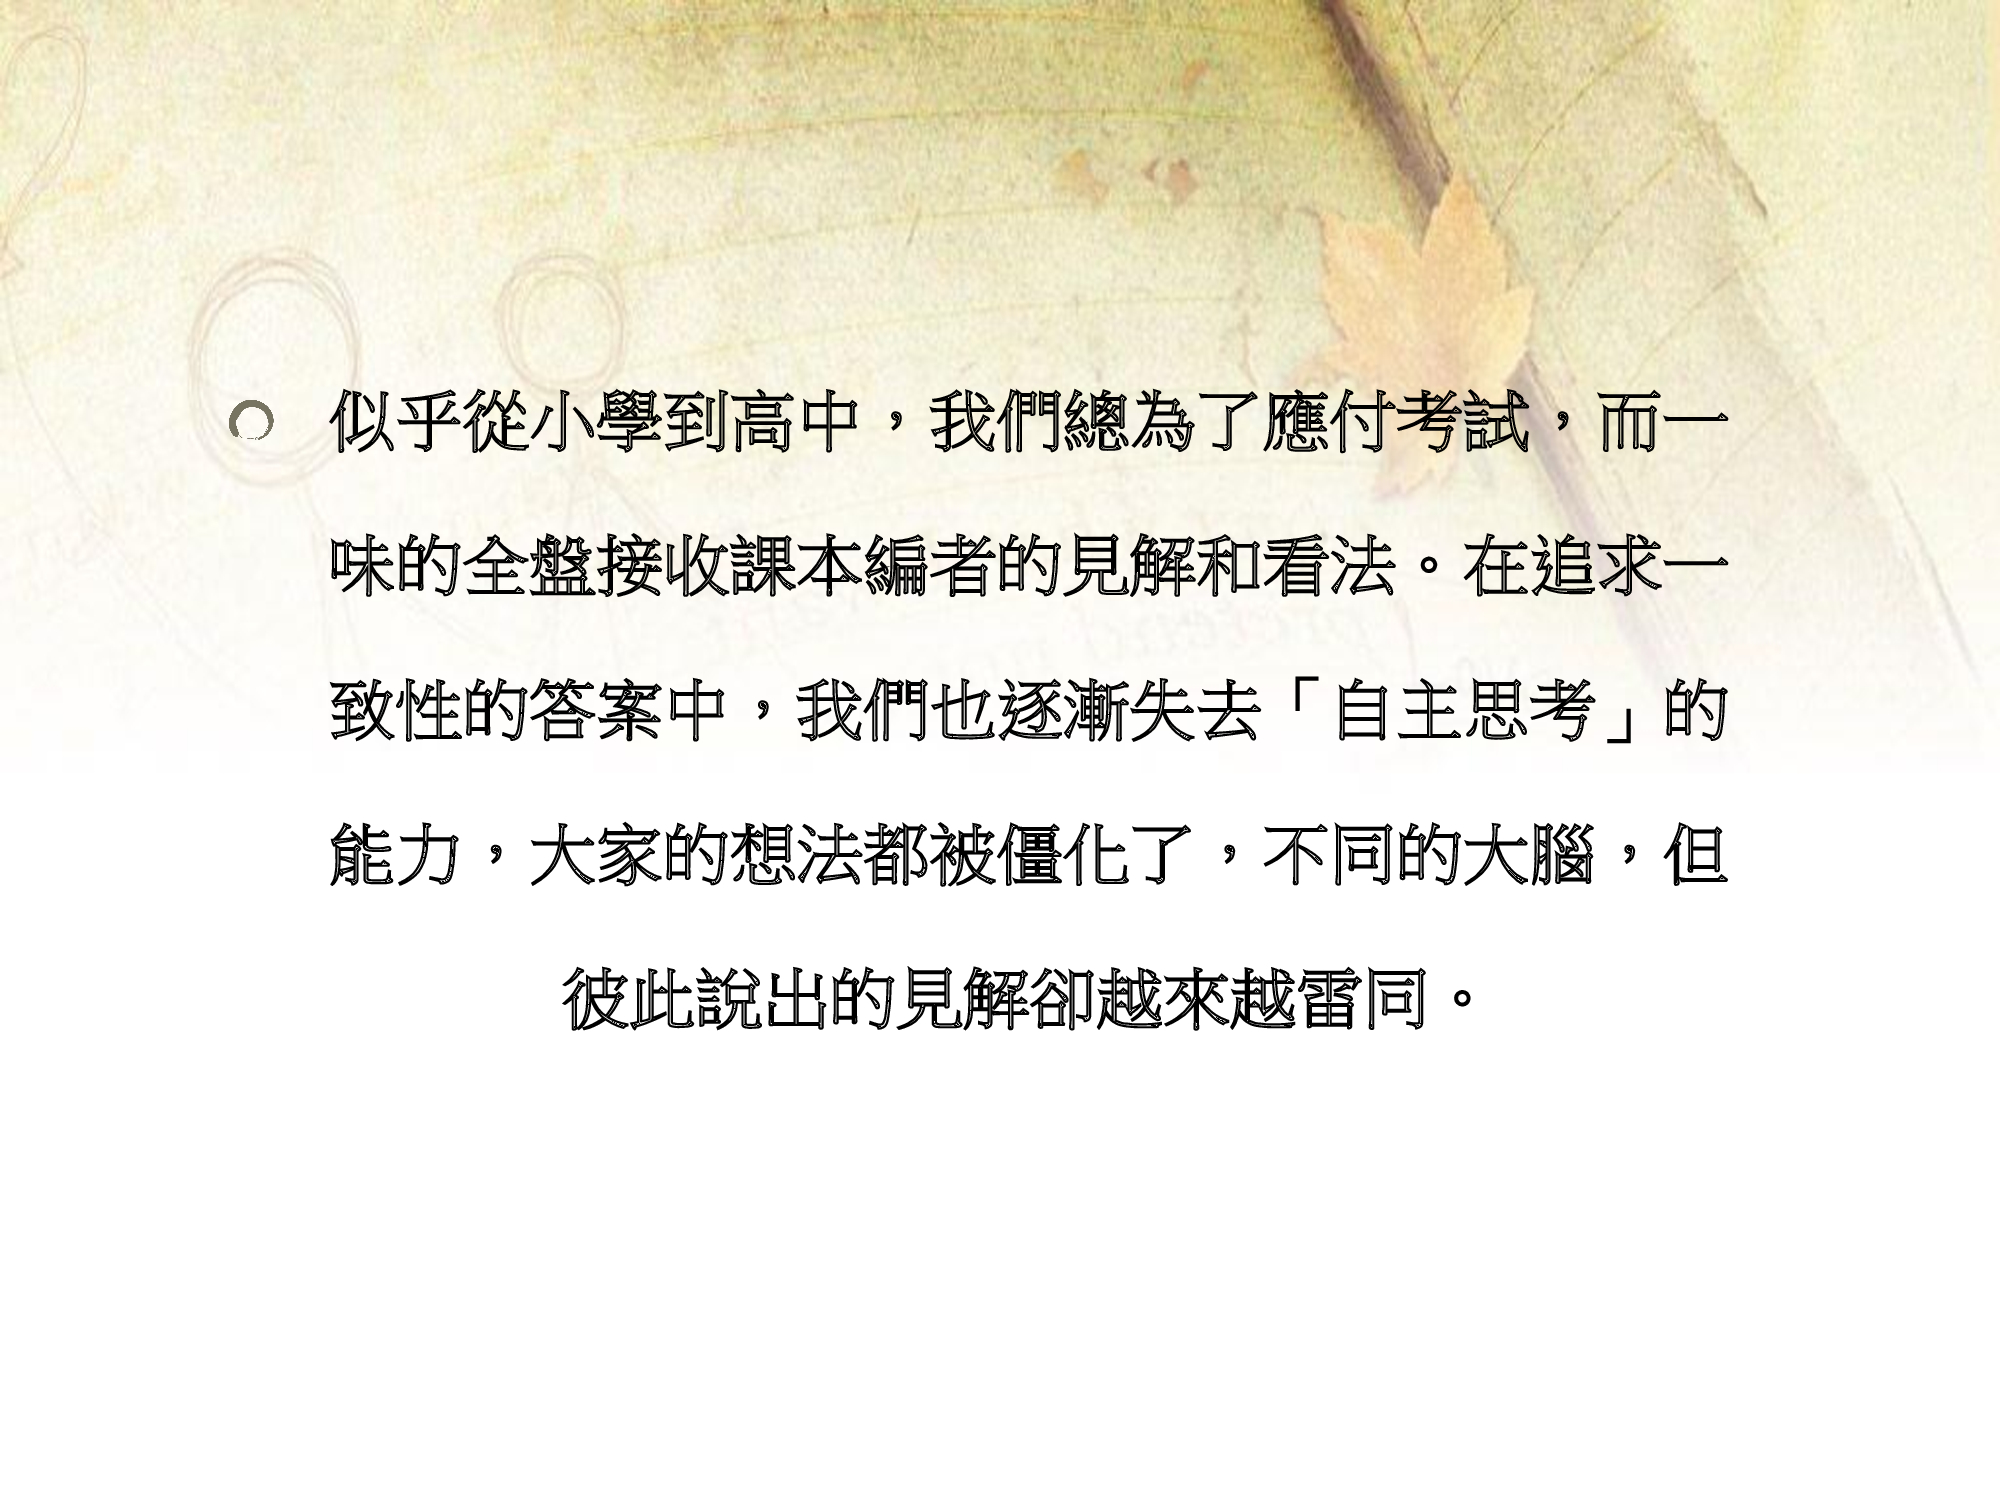 似乎從小學到高中，我們總為了應付考試，而一
味的全盤接收課本編者的見解和看法。在追求一
致性的答案中，我們也逐漸失去「自主思考」的
能力，大家的想法都被僵化了，不同的大腦，但
彼此說出的見解卻越來越雷同。